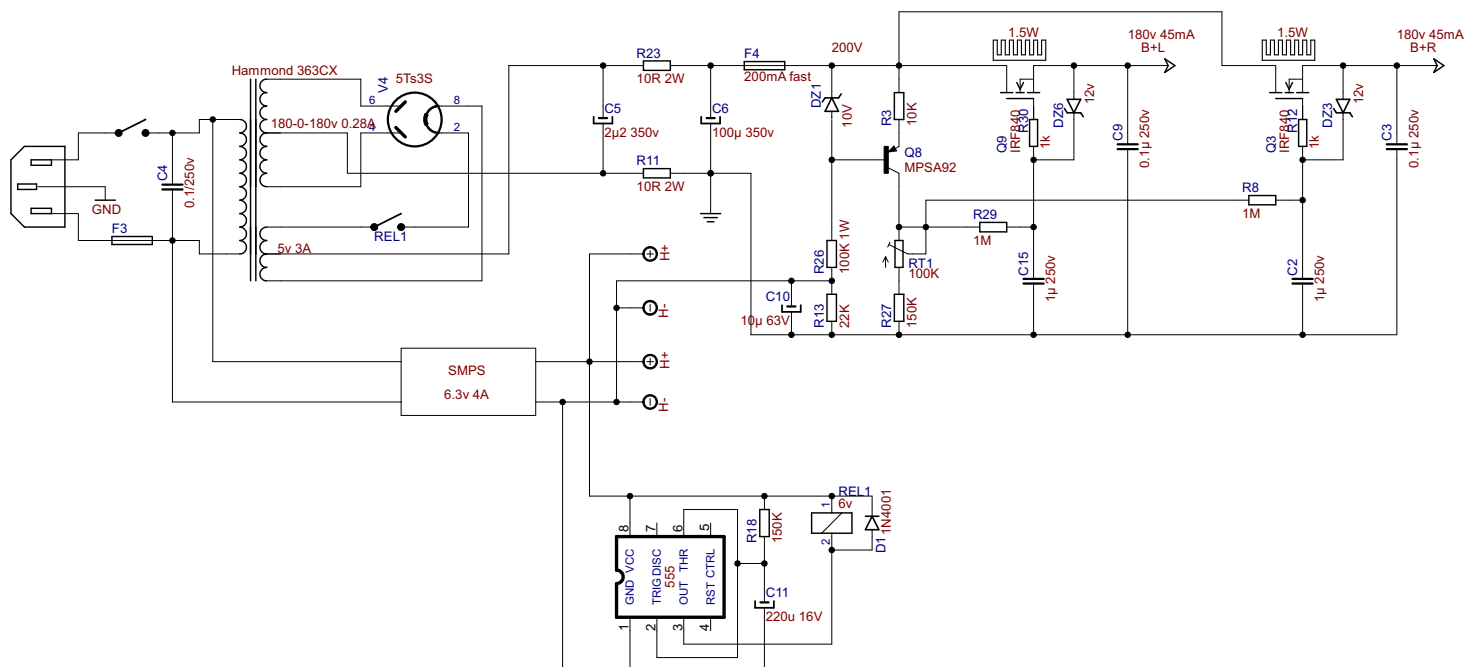 Hammond 363CX
V4
5Ts3S
6
8
4
2
180-0-180v 0.28A
5v 3A
REL1
C4
0.1/250v
GND
F3
R23
10R 2W
C5
2µ2 350v
C6
100µ 350v
R11
10R 2W
F4
200mA fast
200V
DZ1
10V
R3
10K
Q8
MPSA92
1.5W
Q9
IRF840
R30
1k
DZ6
12v
C9
0.1µ 250v
180v 45mA
B+L
1.5W
Q3
IRF840
R12
1k
DZ3
12v
C3
0.1µ 250v
180v 45mA
B+R
R8
1M
R29
1M
RT1
100K
R26
100K 1W
R13
22K
R27
150K
C10
10µ 63V
C15
1µ 250v
C2
1µ 250v
H+
H-
H+
H-
SMPS
6.3v 4A
REL1
6v
1
2
D1
1N4001
R18
150K
C11
220u 16V
8
7
6
5
GND VCC
TRIG DISC
OUT THR
RST CTRL
555
1
2
3
4